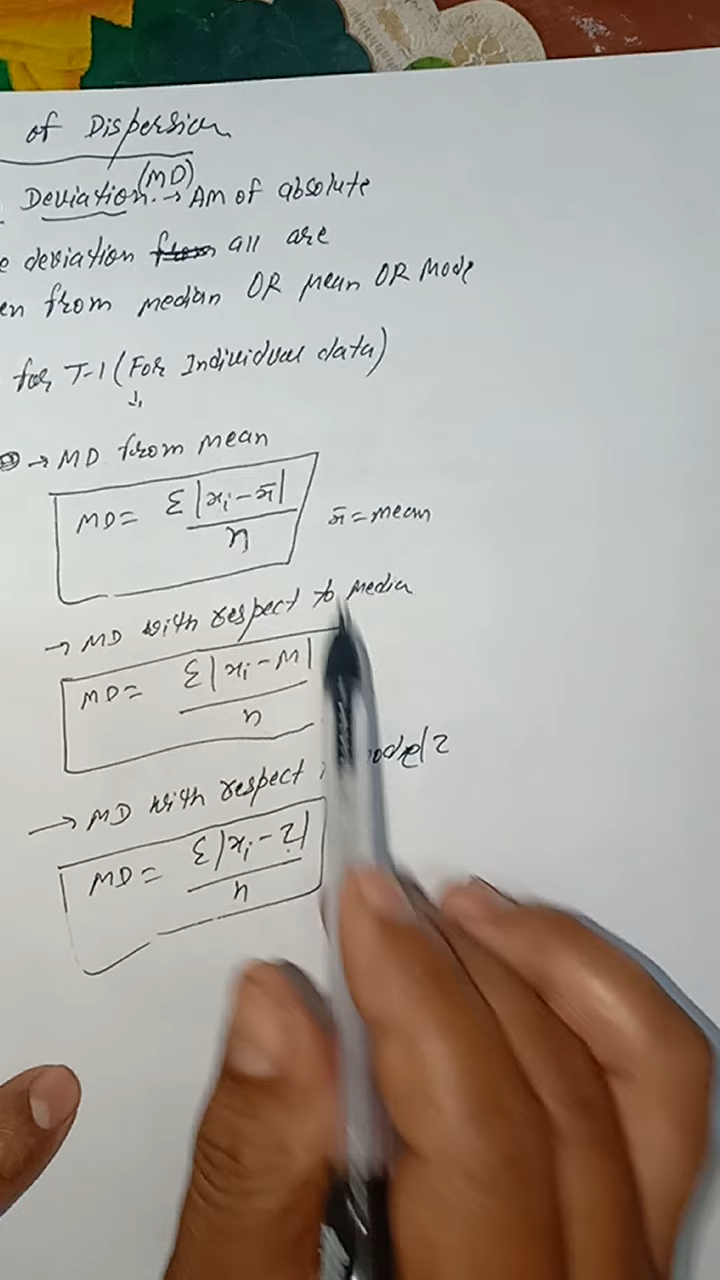 of Dispersion
Deviation.(MD) → AM of absolute
e deviation all are
en from median OR mean OR Mode
for T-1 (For Individual data)
↓
→ MD from mean
MD = Σ|xi - x̄| / n   x̄ = mean
→ MD with respect to Media
MD = Σ|xi - M| / n
→ MD with respect ode/z
MD = Σ|xi - z| / n